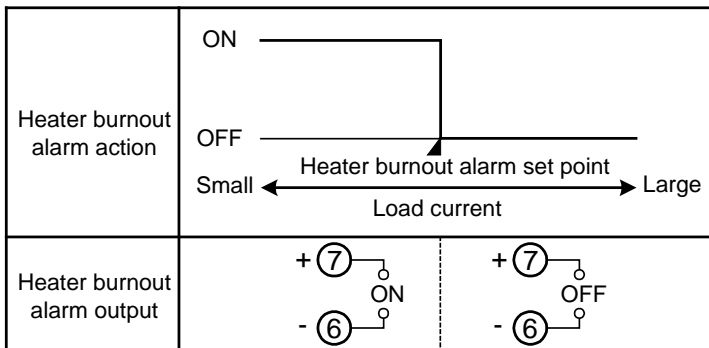 Heater burnout
alarm action
ON
OFF
Heater burnout alarm set point
Small
Large
Load current
Heater burnout
alarm output
+ 7
ON
- 6
+ 7
OFF
- 6